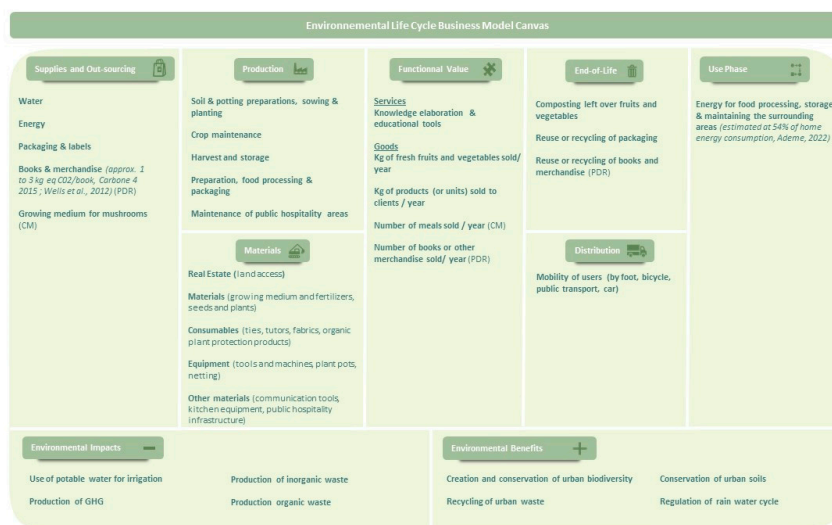 Environnemental Life Cycle Business Model Canvas
Supplies and Out-sourcing
Water
Energy
Packaging & labels
Books & merchandise (approx. 1
to 3 kg eq C02/book, Carbone 4
2015 ; Wells et al., 2012) (PDR)
Growing medium for mushrooms
(CM)
Production
Soil & potting preparations, sowing &
planting
Crop maintenance
Harvest and storage
Preparation, food processing &
packaging
Maintenance of public hospitality areas
Materials
Real Estate (land access)
Materials (growing medium and fertilizers,
seeds and plants)
Consumables (ties, tutors, fabrics, organic
plant protection products)
Equipment (tools and machines, plant pots,
netting)
Other materials (communication tools,
kitchen equipment, public hospitality
infrastructure)
Functionnal Value
Services
Knowledge elaboration &
educational tools
Goods
Kg of fresh fruits and vegetables sold/
year
Kg of products (or units) sold to
clients / year
Number of meals sold / year (CM)
Number of books or other
merchandise sold/ year (PDR)
End-of-Life
Composting left over fruits and
vegetables
Reuse or recycling of packaging
Reuse or recycling of books and
merchandise (PDR)
Distribution
Mobility of users (by foot, bicycle,
public transport, car)
Use Phase
Energy for food processing, storage
& maintaining the surrounding
areas (estimated at 54% of home
energy consumption, Ademe, 2022)
Environmental Impacts
Use of potable water for irrigation
Production of GHG
Production of inorganic waste
Production organic waste
Environmental Benefits
Creation and conservation of urban biodiversity
Recycling of urban waste
Conservation of urban soils
Regulation of rain water cycle